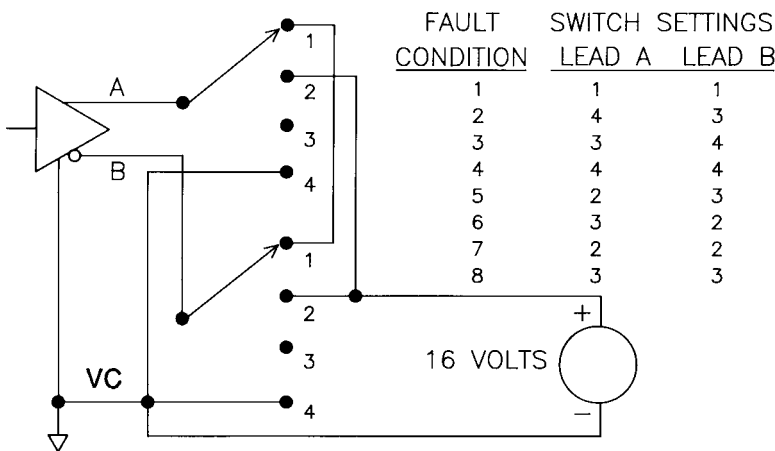 FAULT SWITCH SETTINGS
CONDITION LEAD A LEAD B
1 1 1
2 4 3
3 3 4
4 4 4
5 2 3
6 3 2
7 2 2
8 3 3
A
B
1
2
3
4
1
2
3
4
VC
+
16 VOLTS
−